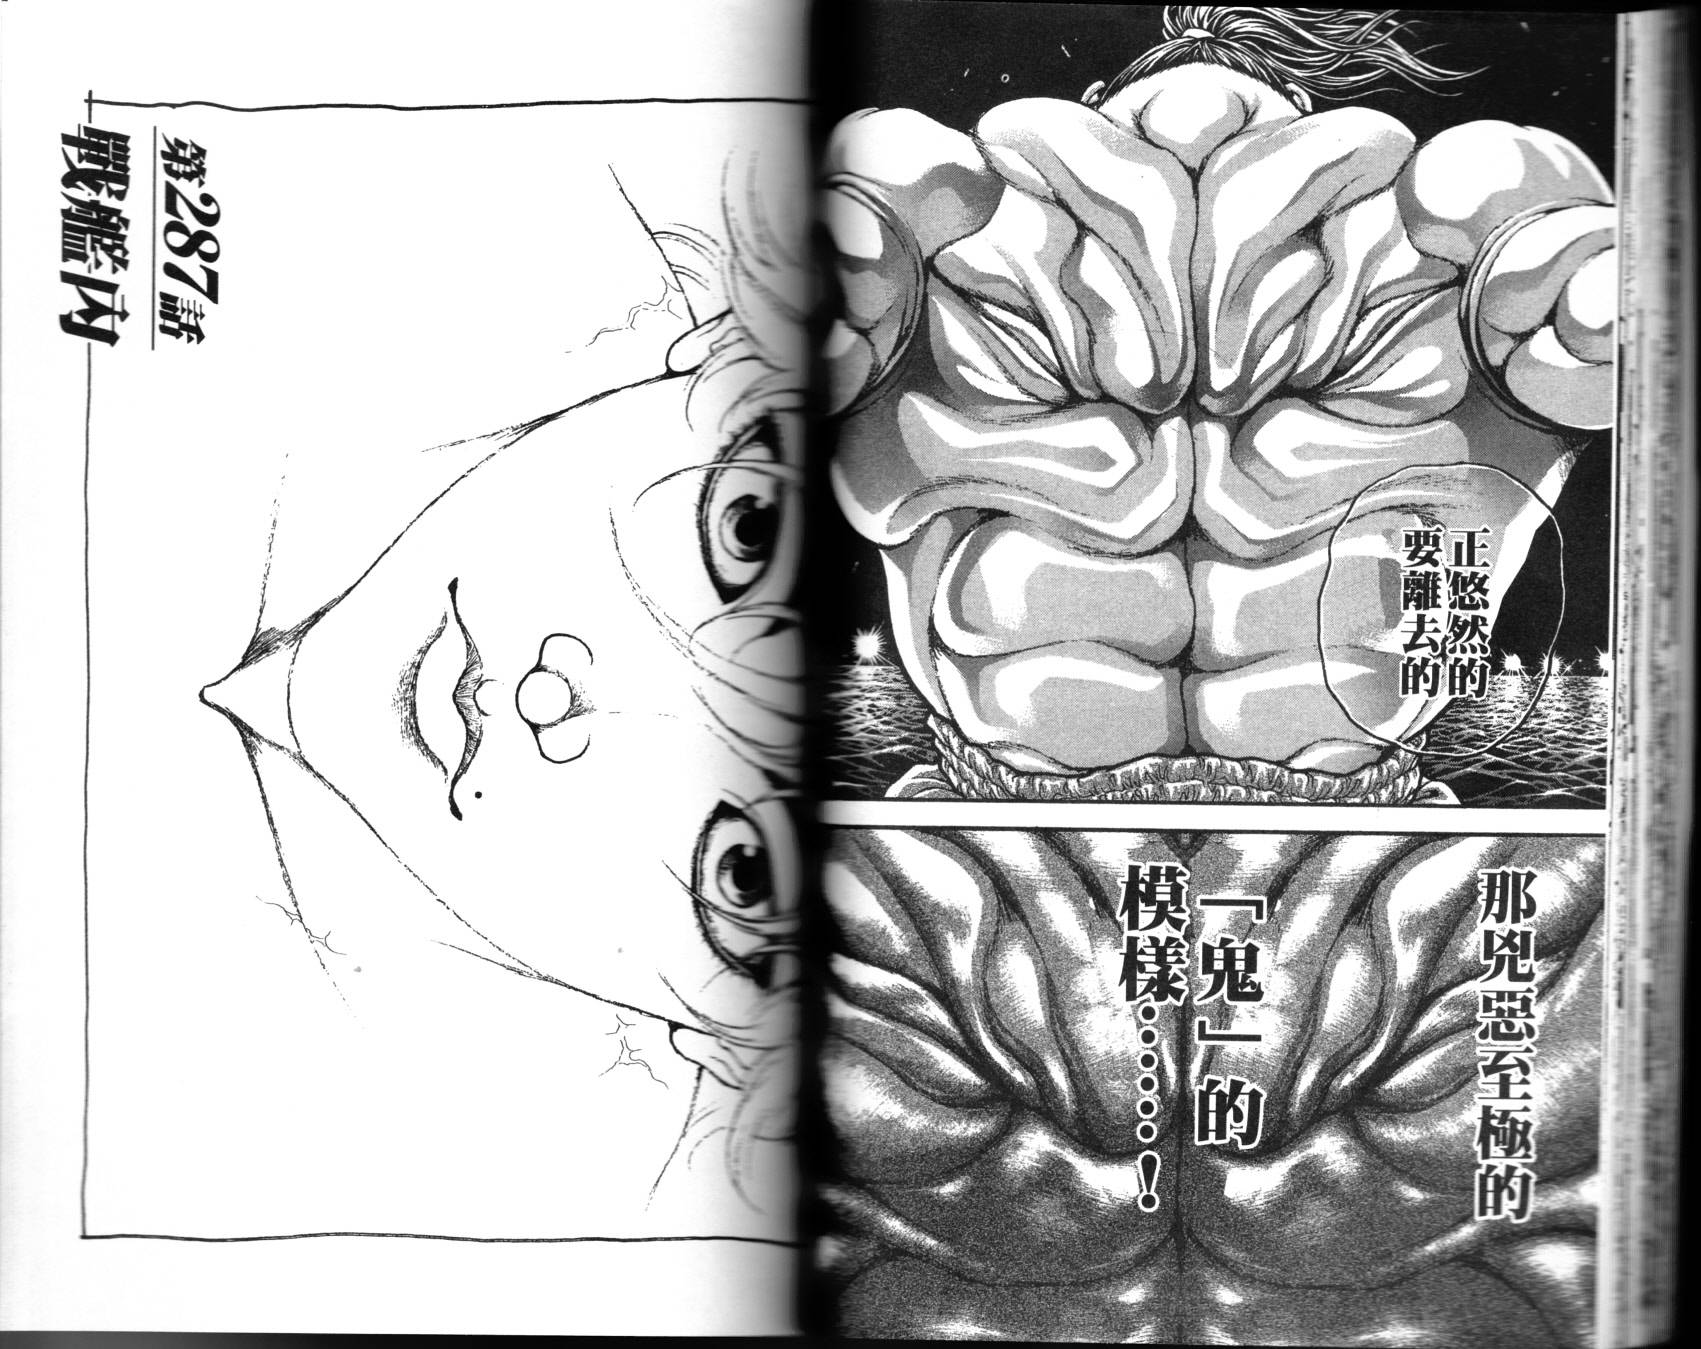 正悠然的
要離去的
那兇惡至極的
「鬼」的
模樣………！
第287話
戰艦內